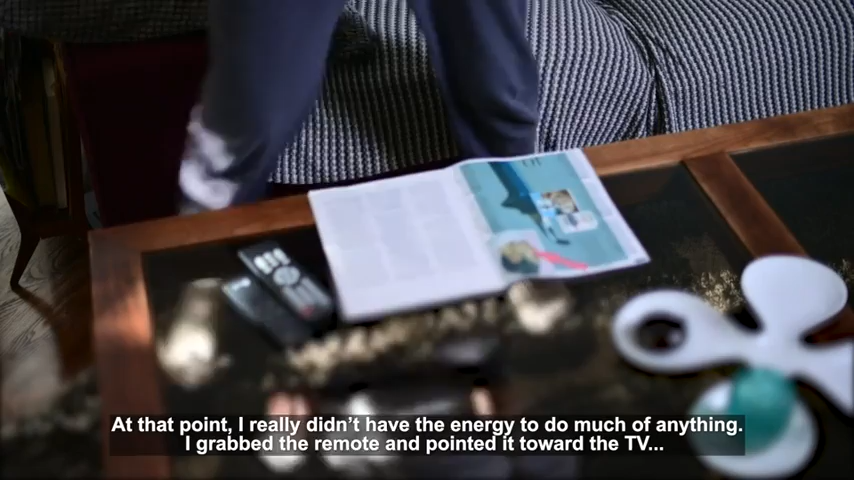 At that point, I really didn’t have the energy to do much of anything.
I grabbed the remote and pointed it toward the TV...